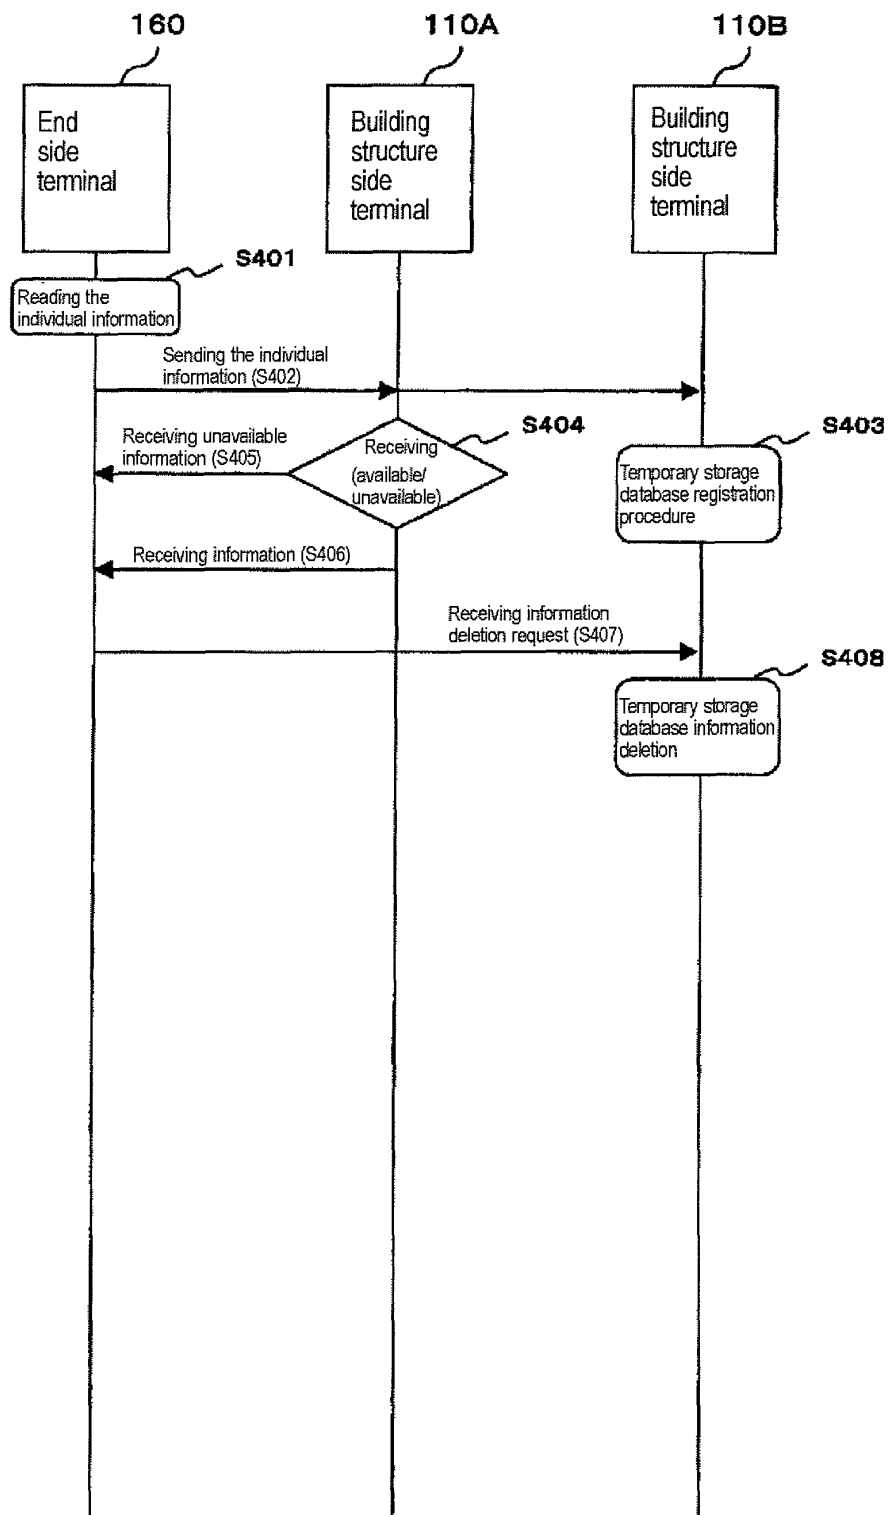 160
110A
110B
End
side
terminal
Building
structure
side
terminal
Building
structure
side
terminal
S401
Reading the
individual information
Sending the individual
information (S402)
Receiving unavailable
information (S405)
Receiving
(available/
unavailable)
S404
S403
Temporary storage
database registration
procedure
Receiving information (S406)
Receiving information
deletion request (S407)
S408
Temporary storage
database information
deletion